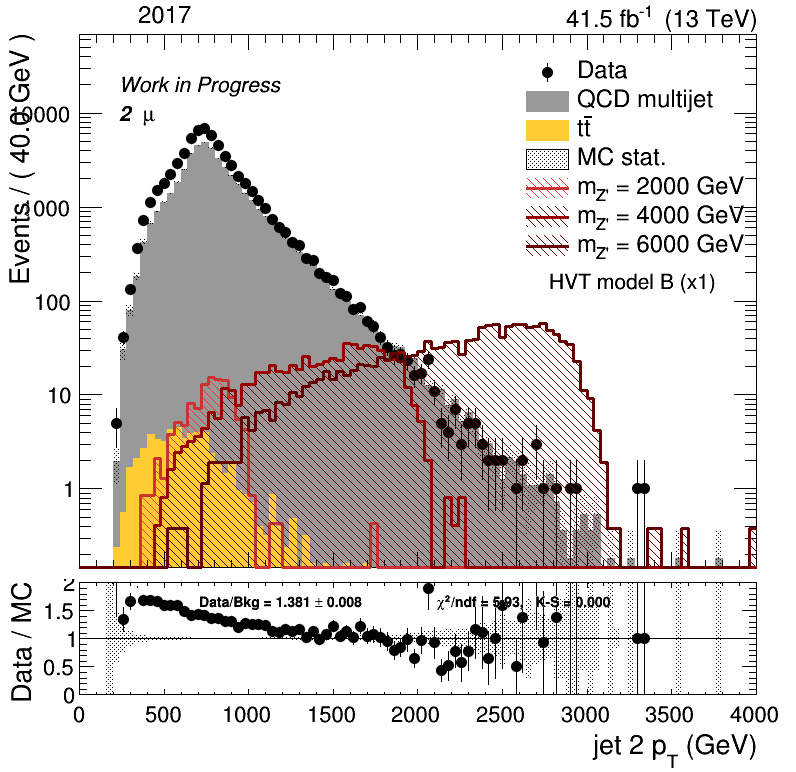 2017 41.5 fb⁻¹ (13 TeV)
Work in Progress
2 μ
Data
QCD multijet
tt̄
MC stat.
m_Z' = 2000 GeV
m_Z' = 4000 GeV
m_Z' = 6000 GeV
HVT model B (x1)
Events / ( 40.0 GeV )
100
10
1
Data/Bkg = 1.381 ± 0.008 χ²/ndf = 5.93, K-S = 0.000
Data / MC
2
1.5
1
0.5
0
0 500 1000 1500 2000 2500 3000 3500 4000
jet 2 p_T (GeV)